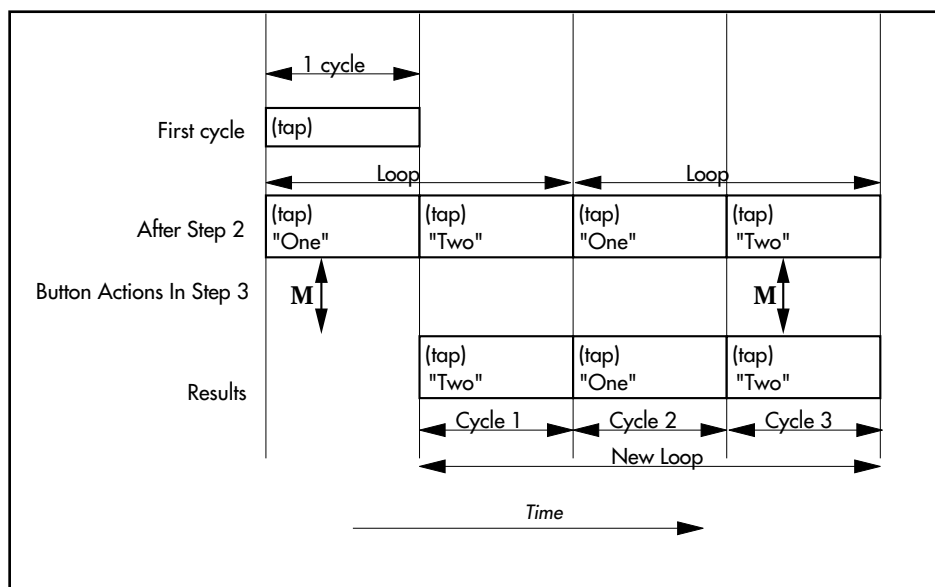 1 cycle
First cycle (tap)
Loop Loop
After Step 2 (tap) (tap) (tap) (tap)
"One" "Two" "One" "Two"
Button Actions In Step 3 M M
Results (tap) (tap) (tap)
"Two" "One" "Two"
Cycle 1 Cycle 2 Cycle 3
New Loop
Time